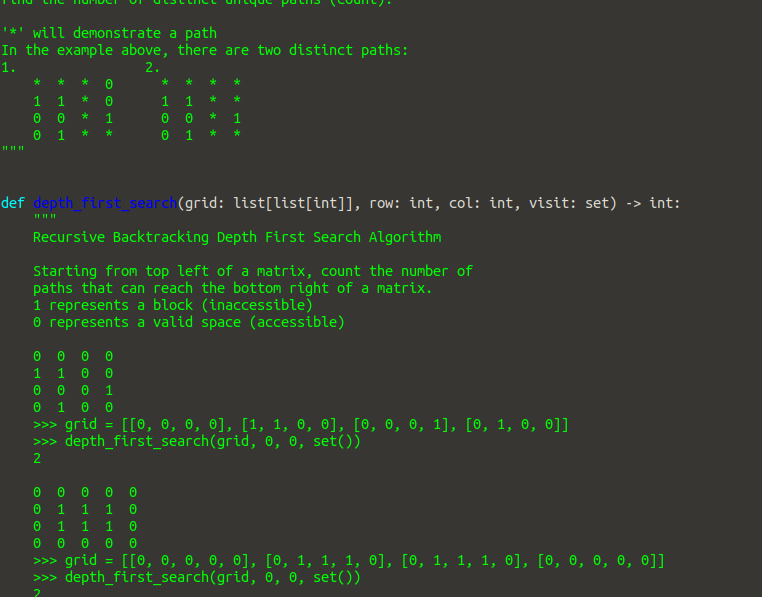 Find the number of distinct unique paths (count).
'*' will demonstrate a path
In the example above, there are two distinct paths:
1.                2.
    *  *  *  0      *  *  *  *
    1  1  *  0      1  1  *  *
    0  0  *  1      0  0  *  1
    0  1  *  *      0  1  *  *
"""
def depth_first_search(grid: list[list[int]], row: int, col: int, visit: set) -> int:
    """
    Recursive Backtracking Depth First Search Algorithm
    Starting from top left of a matrix, count the number of
    paths that can reach the bottom right of a matrix.
    1 represents a block (inaccessible)
    0 represents a valid space (accessible)
    0  0  0  0
    1  1  0  0
    0  0  0  1
    0  1  0  0
    >>> grid = [[0, 0, 0, 0], [1, 1, 0, 0], [0, 0, 0, 1], [0, 1, 0, 0]]
    >>> depth_first_search(grid, 0, 0, set())
    2
    0  0  0  0  0
    0  1  1  1  0
    0  1  1  1  0
    0  0  0  0  0
    >>> grid = [[0, 0, 0, 0, 0], [0, 1, 1, 1, 0], [0, 1, 1, 1, 0], [0, 0, 0, 0, 0]]
    >>> depth_first_search(grid, 0, 0, set())
    2